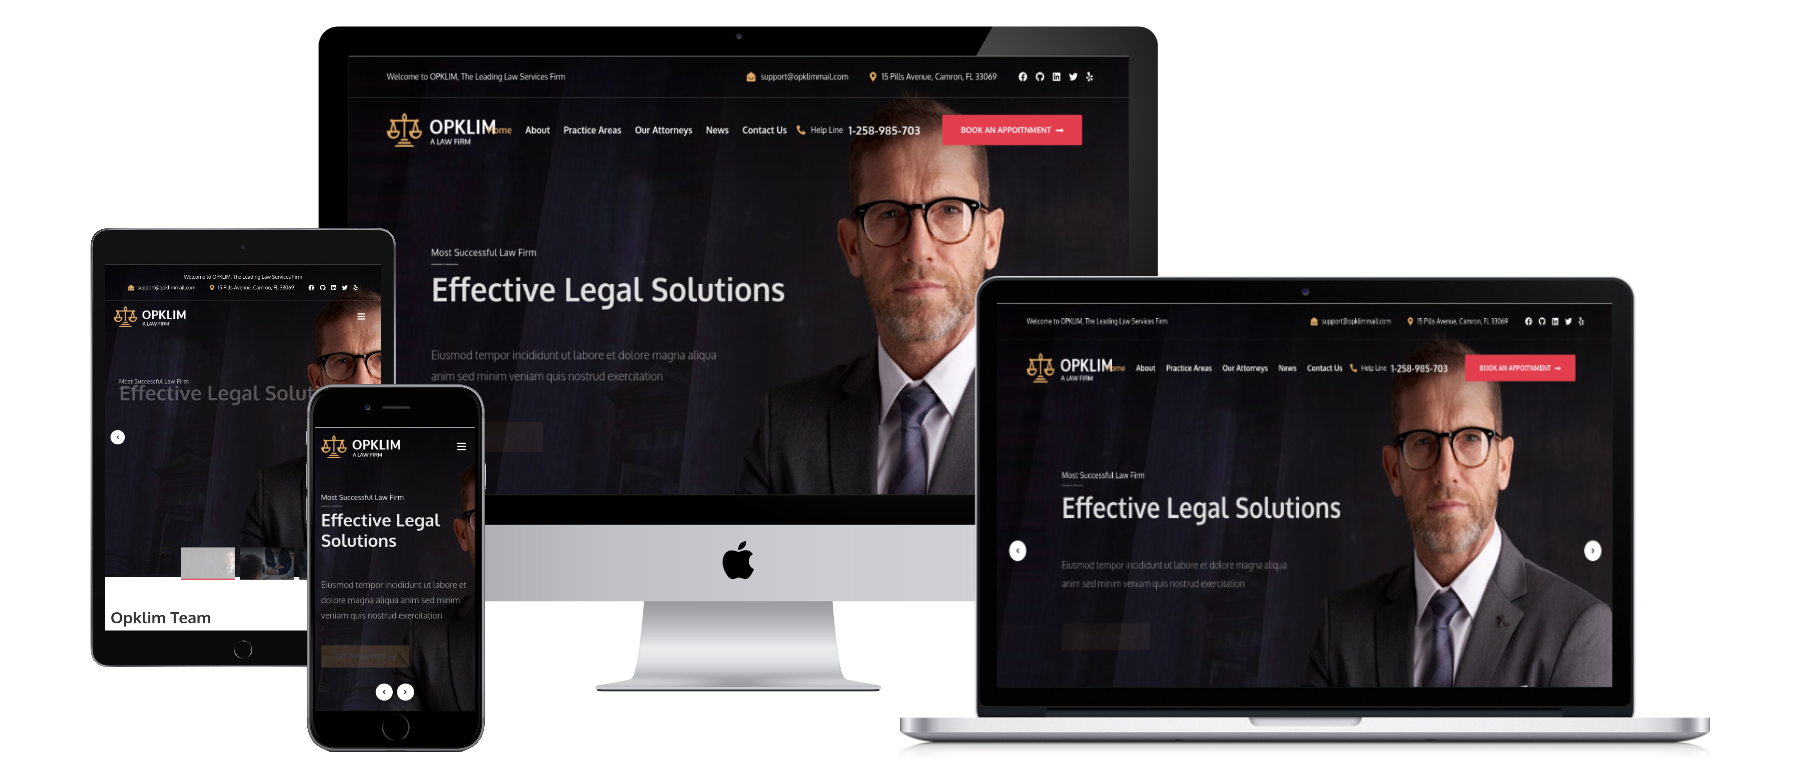 Welcome to OPKLIM, The Leading Law Services Firm
support@opklimmail.com
15 Pills Avenue, Camron, FL 33069
OPKLIM
A LAW FIRM
Home
About
Practice Areas
Our Attorneys
News
Contact Us
Help Line 1-258-985-703
BOOK AN APPOITNMENT
Most Successful Law Firm
Effective Legal Solutions
Eiusmod tempor incididunt ut labore et dolore magna aliqua
anim sed minim veniam quis nostrud exercitation
Welcome to OPKLIM, The Leading Law Services Firm
support@opklimmail.com
15 Pills Avenue, Camron, FL 33069
OPKLIM
A LAW FIRM
Most Successful Law Firm
Effective Legal Solut
Opklim Team
OPKLIM
A LAW FIRM
Most Successful Law Firm
Effective Legal
Solutions
Eiusmod tempor incididunt ut labore et
dolore magna aliqua anim sed minim
veniam quis nostrud exercitation
Welcome to OPKLIM, The Leading Law Services Firm
support@opklimmail.com
15 Pills Avenue, Camron, FL 33069
OPKLIM
A LAW FIRM
Home
About
Practice Areas
Our Attorneys
News
Contact Us
Help Line 1-258-985-703
BOOK AN APPOITNMENT
Most Successful Law Firm
Effective Legal Solutions
Eiusmod tempor incididunt ut labore et dolore magna aliqua
anim sed minim veniam quis nostrud exercitation